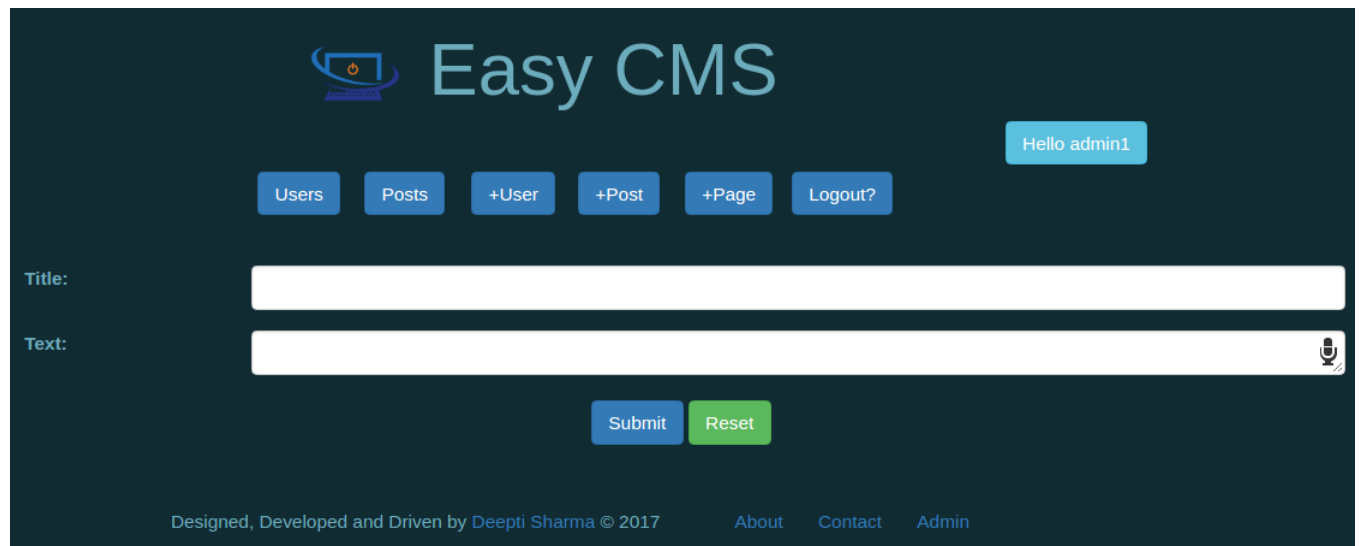 Easy CMS
Hello admin1
Users Posts +User +Post +Page Logout?
Title:
Text:
Submit Reset
Designed, Developed and Driven by Deepti Sharma © 2017 About Contact Admin